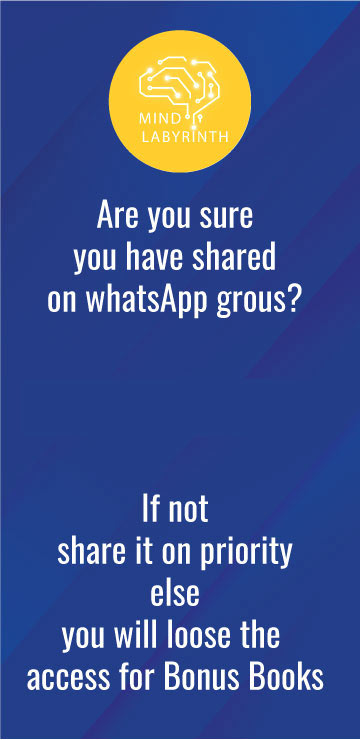 MIND
LABYRINTH
Are you sure
you have shared
on whatsApp grous?
If not
share it on priority
else
you will loose the
access for Bonus Books